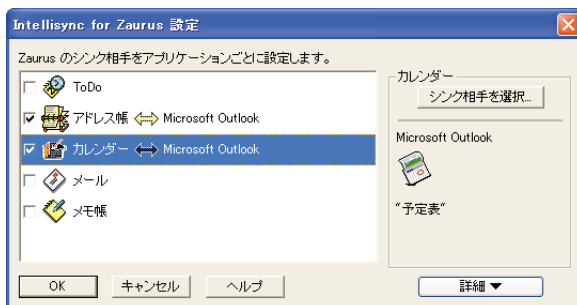 Intellisync for Zaurus 設定
Zaurus のシンク相手をアプリケーションごとに設定します。
ToDo
アドレス帳 ⟺ Microsoft Outlook
カレンダー ⟺ Microsoft Outlook
メール
メモ帳
カレンダー
シンク相手を選択...
Microsoft Outlook
"予定表"
OK
キャンセル
ヘルプ
詳細 ▼